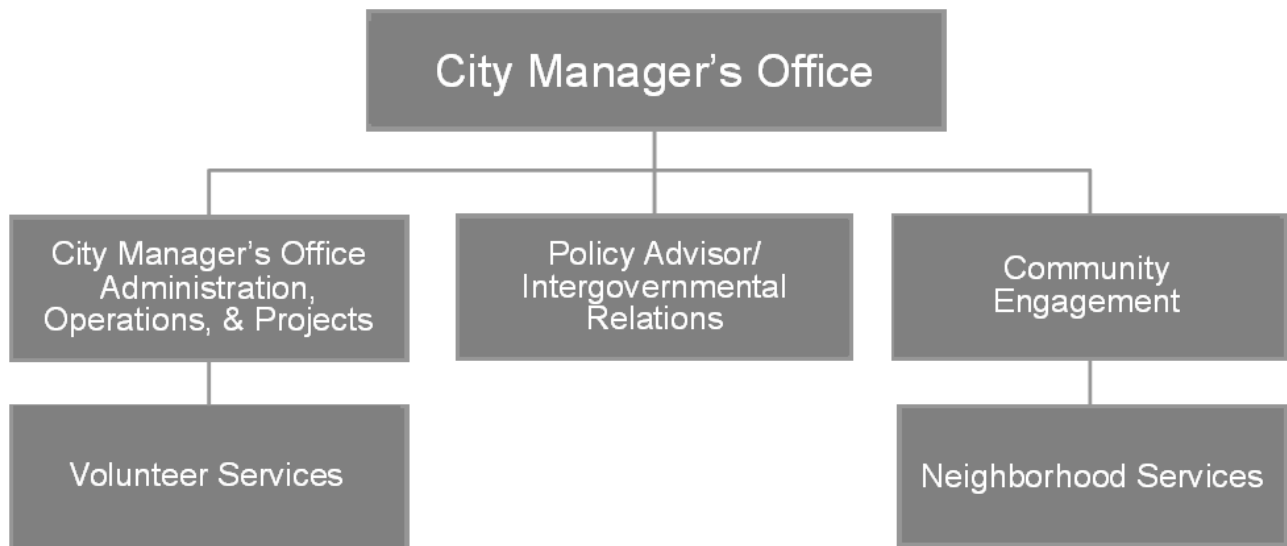 City Manager’s Office
City Manager’s Office
Administration,
Operations, & Projects
Policy Advisor/
Intergovernmental
Relations
Community
Engagement
Volunteer Services
Neighborhood Services